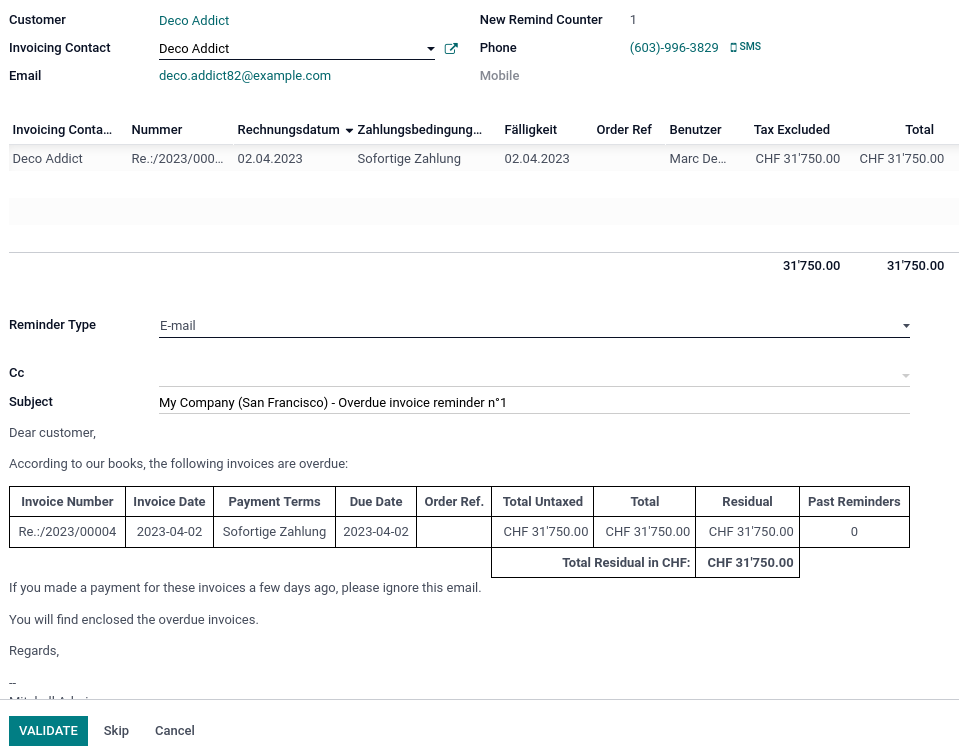 Customer Deco Addict New Remind Counter 1
Invoicing Contact Deco Addict Phone (603)-996-3829 SMS
Email deco.addict82@example.com Mobile
Invoicing Conta... Nummer Rechnungsdatum Zahlungsbedingung... Fälligkeit Order Ref Benutzer Tax Excluded Total
Deco Addict Re.:/2023/000... 02.04.2023 Sofortige Zahlung 02.04.2023 Marc De... CHF 31'750.00 CHF 31'750.00
31'750.00 31'750.00
Reminder Type E-mail
Cc
Subject My Company (San Francisco) - Overdue invoice reminder n°1
Dear customer,
According to our books, the following invoices are overdue:
Invoice Number Invoice Date Payment Terms Due Date Order Ref. Total Untaxed Total Residual Past Reminders
Re.:/2023/00004 2023-04-02 Sofortige Zahlung 2023-04-02 CHF 31'750.00 CHF 31'750.00 CHF 31'750.00 0
Total Residual in CHF: CHF 31'750.00
If you made a payment for these invoices a few days ago, please ignore this email.
You will find enclosed the overdue invoices.
Regards,
--
VALIDATE Skip Cancel